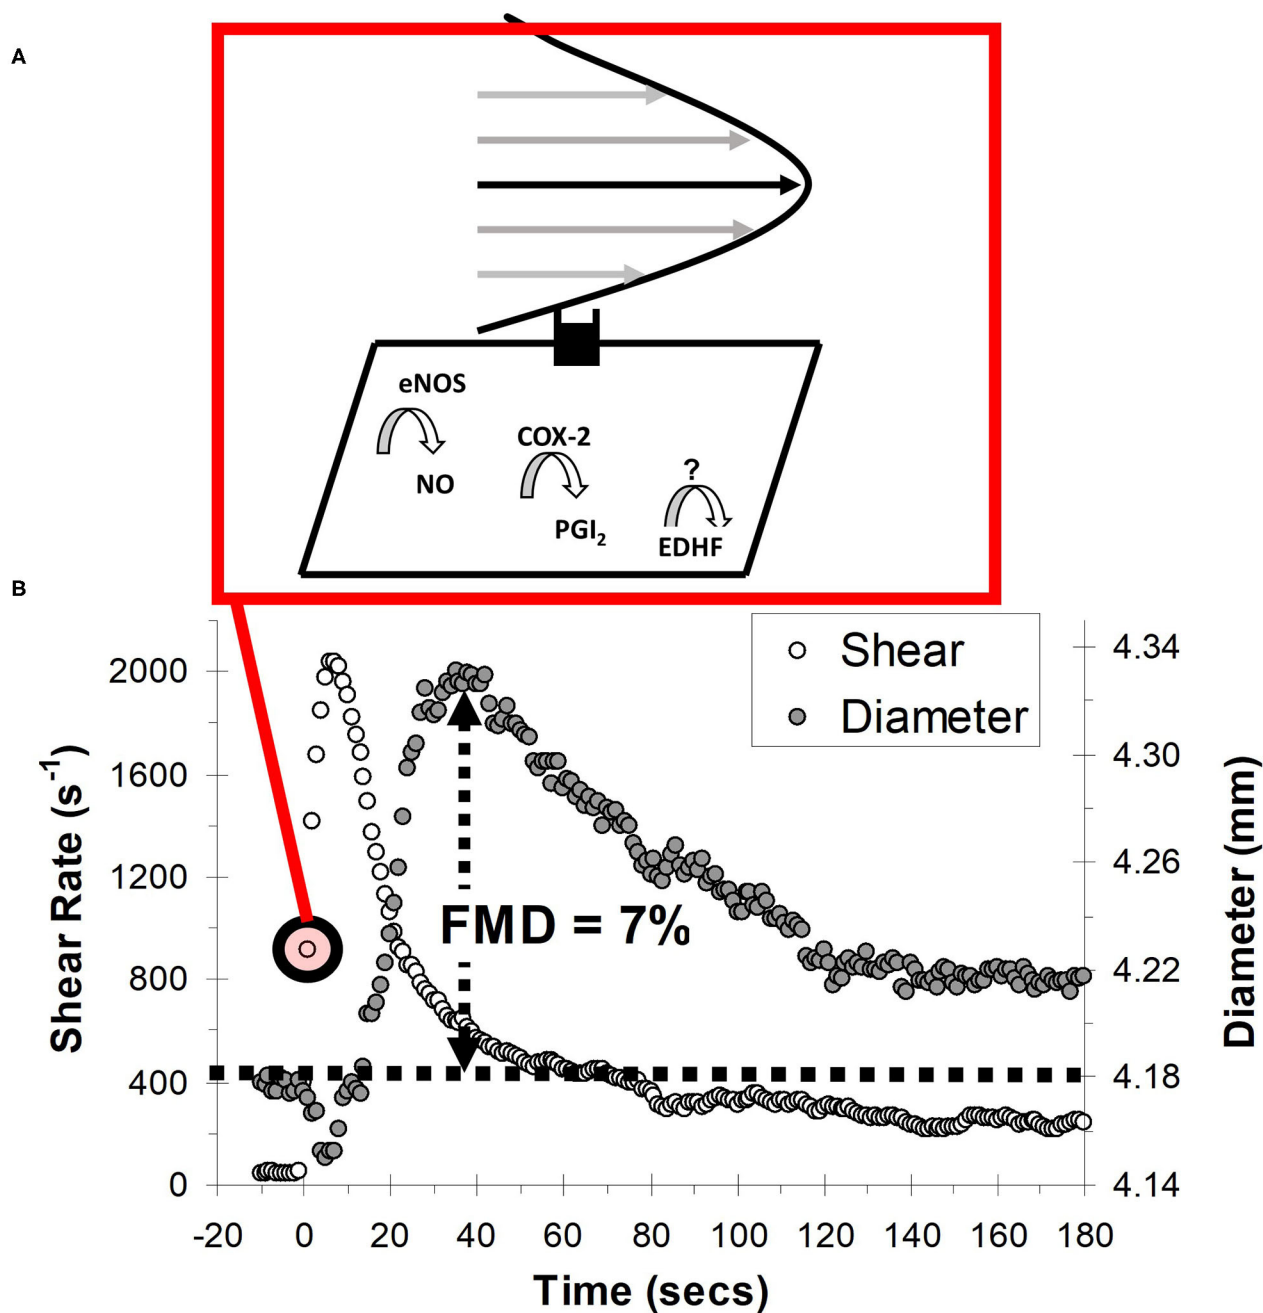 A
eNOS
NO
COX-2
PGI₂
?
EDHF
B
Shear
Diameter
FMD = 7%
Shear Rate (s⁻¹)
2000
1600
1200
800
400
0
Diameter (mm)
4.34
4.30
4.26
4.22
4.18
4.14
-20 0 20 40 60 80 100 120 140 160 180
Time (secs)